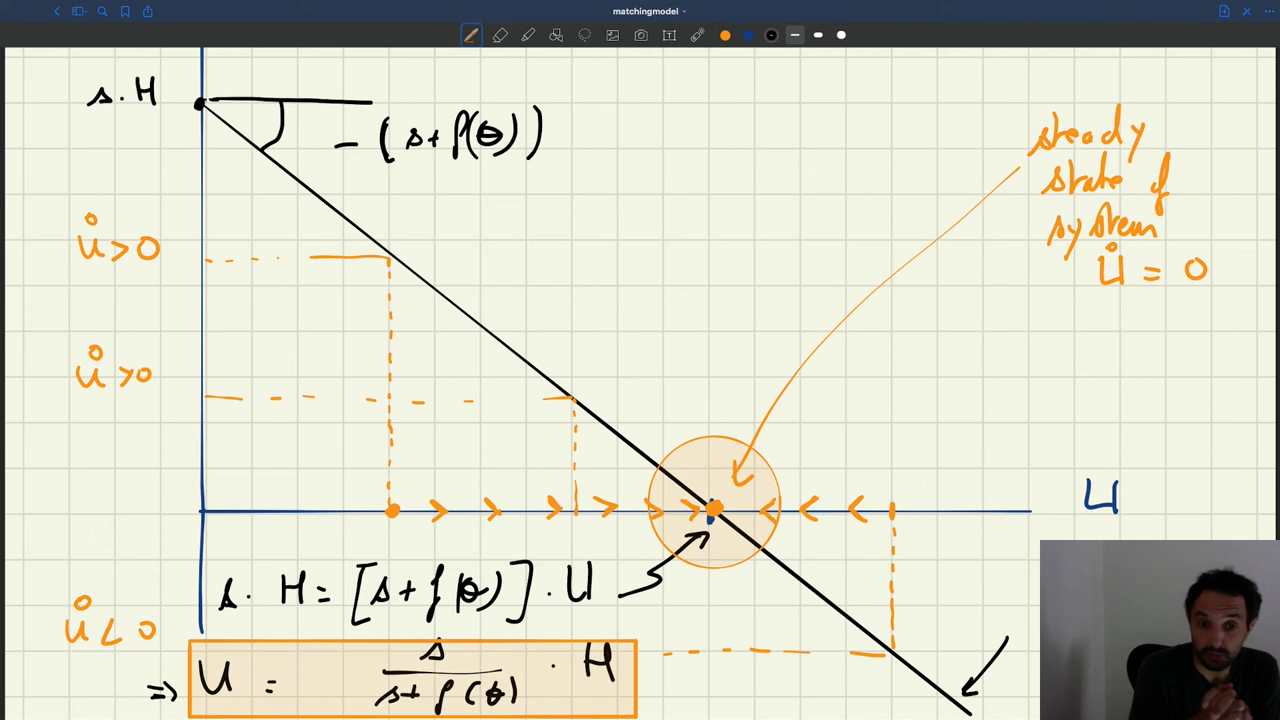 matchingmodel
s . H
- (s + f(θ))
steady
state of
system
U̇ = 0
u̇ > 0
u̇ > 0
U
s . H = [s + f(θ)] . U
u̇ < 0
⇒ U = s / (s + f(θ)) . H